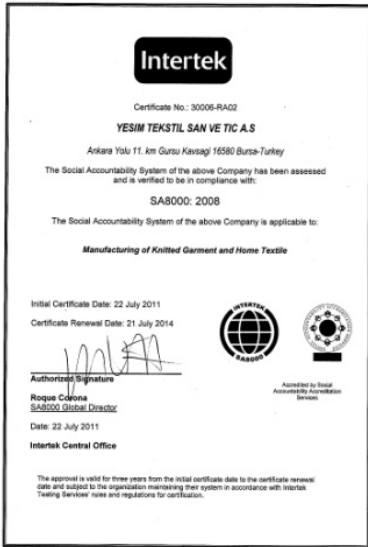 Intertek
Certificate No.: 30006-RA02
YESIM TEKSTIL SAN VE TIC A.S
Ankara Yolu 11. km Gursu Kavsagi 16580 Bursa-Turkey
The Social Accountability System of the above Company has been assessed
and is verified to be in compliance with:
SA8000: 2008
The Social Accountability System of the above Company is applicable to:
Manufacturing of Knitted Garment and Home Textile
Initial Certificate Date: 22 July 2011
Certificate Renewal Date: 21 July 2014
INTERTEK
SA8000
Authorized Signature
Roque Corona
SA8000 Global Director
Accredited by Social
Accountability Accreditation
Services
Date: 22 July 2011
Intertek Central Office
The approval is valid for three years from the initial certificate date to the certificate renewal
date and subject to the organization maintaining their system in accordance with Intertek
Testing Services' rules and regulations for certification.